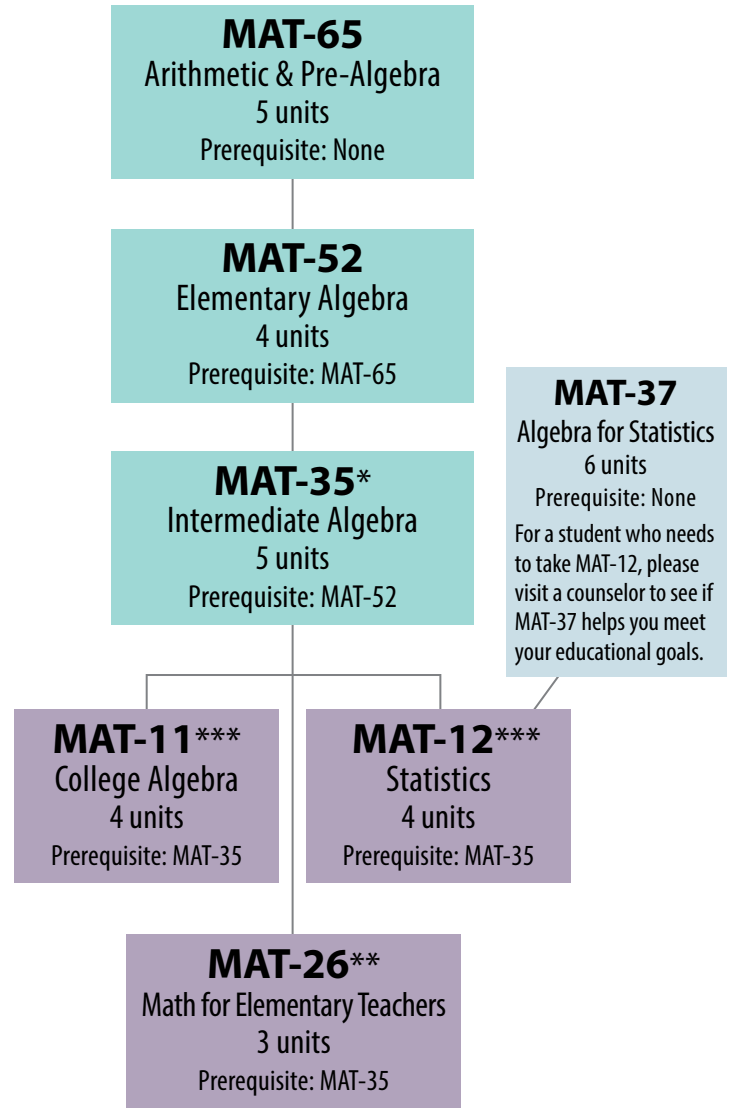 MAT-65
Arithmetic & Pre-Algebra
5 units
Prerequisite: None
MAT-52
Elementary Algebra
4 units
Prerequisite: MAT-65
MAT-37
Algebra for Statistics
6 units
Prerequisite: None
For a student who needs
to take MAT-12, please
visit a counselor to see if
MAT-37 helps you meet
your educational goals.
MAT-35*
Intermediate Algebra
5 units
Prerequisite: MAT-52
MAT-11***
College Algebra
4 units
Prerequisite: MAT-35
MAT-12***
Statistics
4 units
Prerequisite: MAT-35
MAT-26**
Math for Elementary Teachers
3 units
Prerequisite: MAT-35